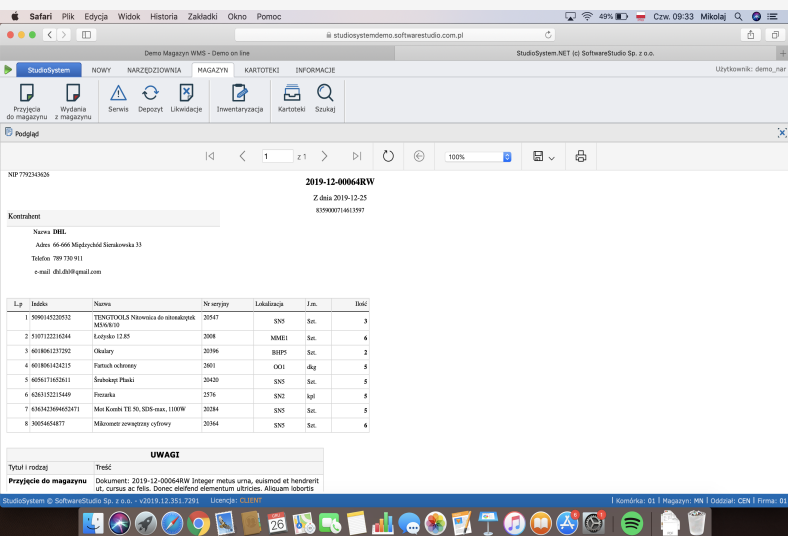 Safari Plik Edycja Widok Historia Zakładki Okno Pomoc 49% Czw. 09:33 Mikolaj
studiosystemdemo.softwarestudio.com.pl
Demo Magazyn WMS - Demo on line StudioSystem.NET (c) SoftwareStudio Sp. z o.o.
StudioSystem NOWY NARZĘDZIOWNIA MAGAZYN KARTOTEKI INFORMACJE Użytkownik: demo_nar
Przyjęcia do magazynu Wydania z magazynu Serwis Depozyt Likwidacje Inwentaryzacja Kartoteki Szukaj
Podgląd
1 z 1 100%
NIP 7792343626
2019-12-00064RW
Z dnia 2019-12-25
8359000714613597
Kontrahent
Nazwa DHL
Adres 66-666 Międzychód Sierakowska 33
Telefon 789 730 911
e-mail dhl.dhl@qmail.com
L.p Indeks Nazwa Nr seryjny Lokalizacja J.m. Ilość
1 5090145220532 TENGTOOLS Nitownica do nitonakrętek M5/6/8/10 20547 SN5 Szt. 3
2 5107122216244 Łożysko 12.85 2008 MME1 Szt. 6
3 6018061237292 Okulary 20396 BHP5 Szt. 2
4 6018061424215 Fartuch ochronny 2601 OO1 dkg 5
5 6056171652611 Śrubokręt Płaski 20420 SN5 Szt. 5
6 6263152215449 Frezarka 2576 SN2 kpl 5
7 6363423694652471 Mot Kombi TE 50, SDS-max, 1100W 20284 SN5 Szt. 5
8 30054654877 Mikrometr zewnętrzny cyfrowy 20364 SN5 Szt. 6
UWAGI
Tytuł i rodzaj Treść
Przyjęcie do magazynu Dokument: 2019-12-00064RW Integer metus urna, euismod et hendrerit
ut, cursus ac felis. Donec eleifend elementum ultricies. Aliquam lobortis
StudioSystem © SoftwareStudio Sp. z o.o. - v2019.12.351.7291 Licencja: CLIENT | Komórka: 01 | Magazyn: MN | Oddział: CEN | Firma: 01
26